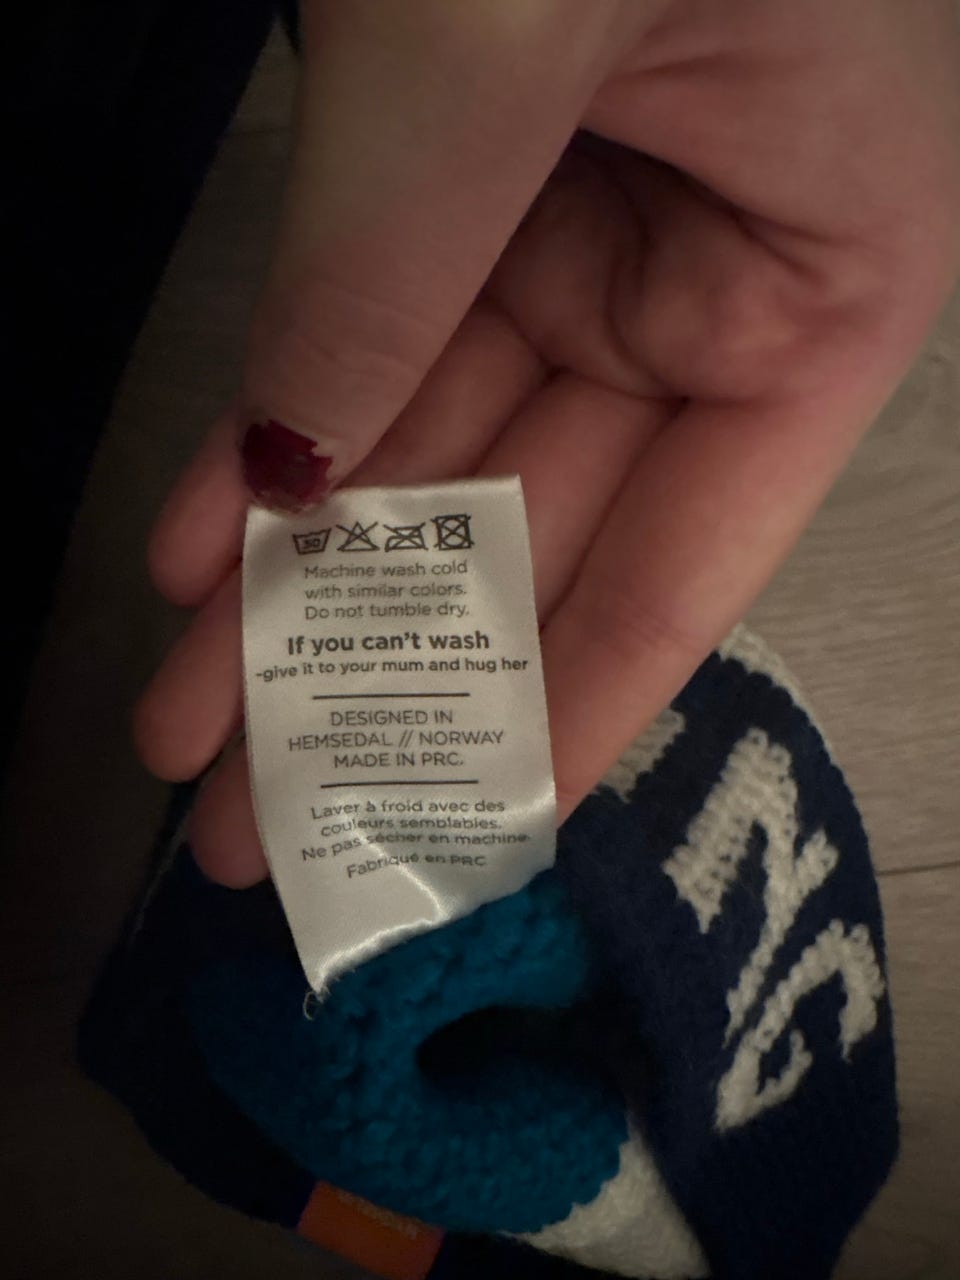 30
Machine wash cold
with similar colors.
Do not tumble dry.
If you can't wash
-give it to your mum and hug her
DESIGNED IN
HEMSEDAL // NORWAY
MADE IN PRC.
Laver à froid avec des
couleurs semblables.
Ne pas sécher en machine.
Fabriqué en PRC